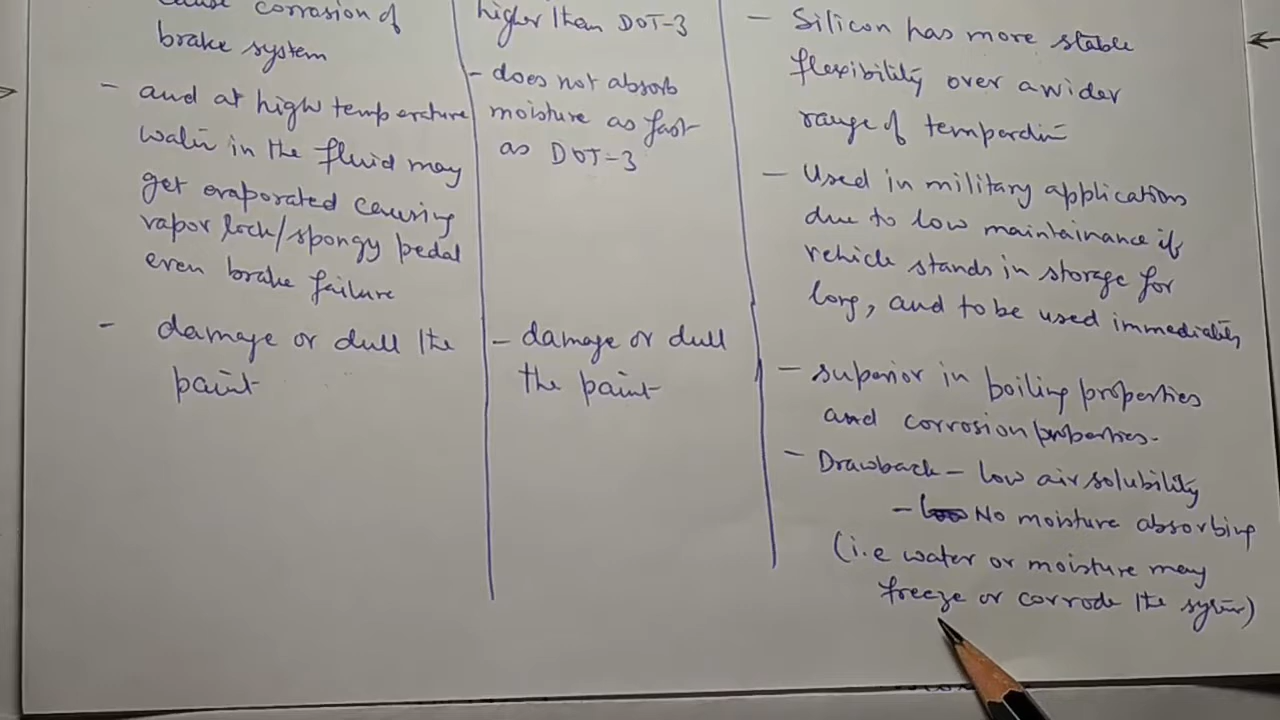 cause corrasion of
brake system
- and at high temperature
water in the fluid may
get evaporated causing
vapor lock/spongy pedal
even brake failure
- damage or dull the
paint
higher than DOT-3
- does not absorb
moisture as fast
as DOT-3
- damage or dull
the paint
- Silicon has more stable
flexibility over a wider
range of
- Used in military applications
due to low maintainance if
vehicle stands in storage for
long, and to be used immediately
- superior in boiling properties
and corrosion properties.
- Drawback - low air solubility
- No moisture absorbing
(i.e water or moisture may
freeze or corrode the system)